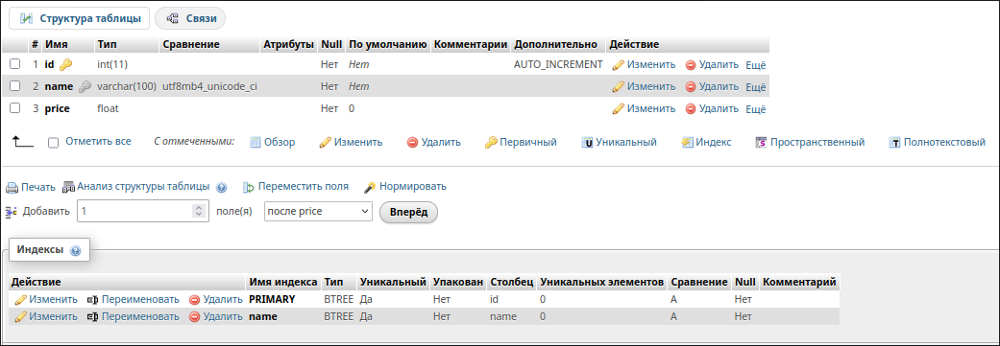 Структура таблицы Связи
# Имя Тип Сравнение Атрибуты Null По умолчанию Комментарии Дополнительно Действие
1 id int(11) Нет Нет AUTO_INCREMENT Изменить Удалить Ещё
2 name varchar(100) utf8mb4_unicode_ci Нет Нет Изменить Удалить Ещё
3 price float Нет 0 Изменить Удалить Ещё
Отметить все С отмеченными: Обзор Изменить Удалить Первичный Уникальный Индекс Пространственный Полнотекстовый
Печать Анализ структуры таблицы Переместить поля Нормировать
Добавить 1 поле(я) после price Вперёд
Индексы
Действие Имя индекса Тип Уникальный Упакован Столбец Уникальных элементов Сравнение Null Комментарий
Изменить Переименовать Удалить PRIMARY BTREE Да Нет id 0 A Нет
Изменить Переименовать Удалить name BTREE Да Нет name 0 A Нет